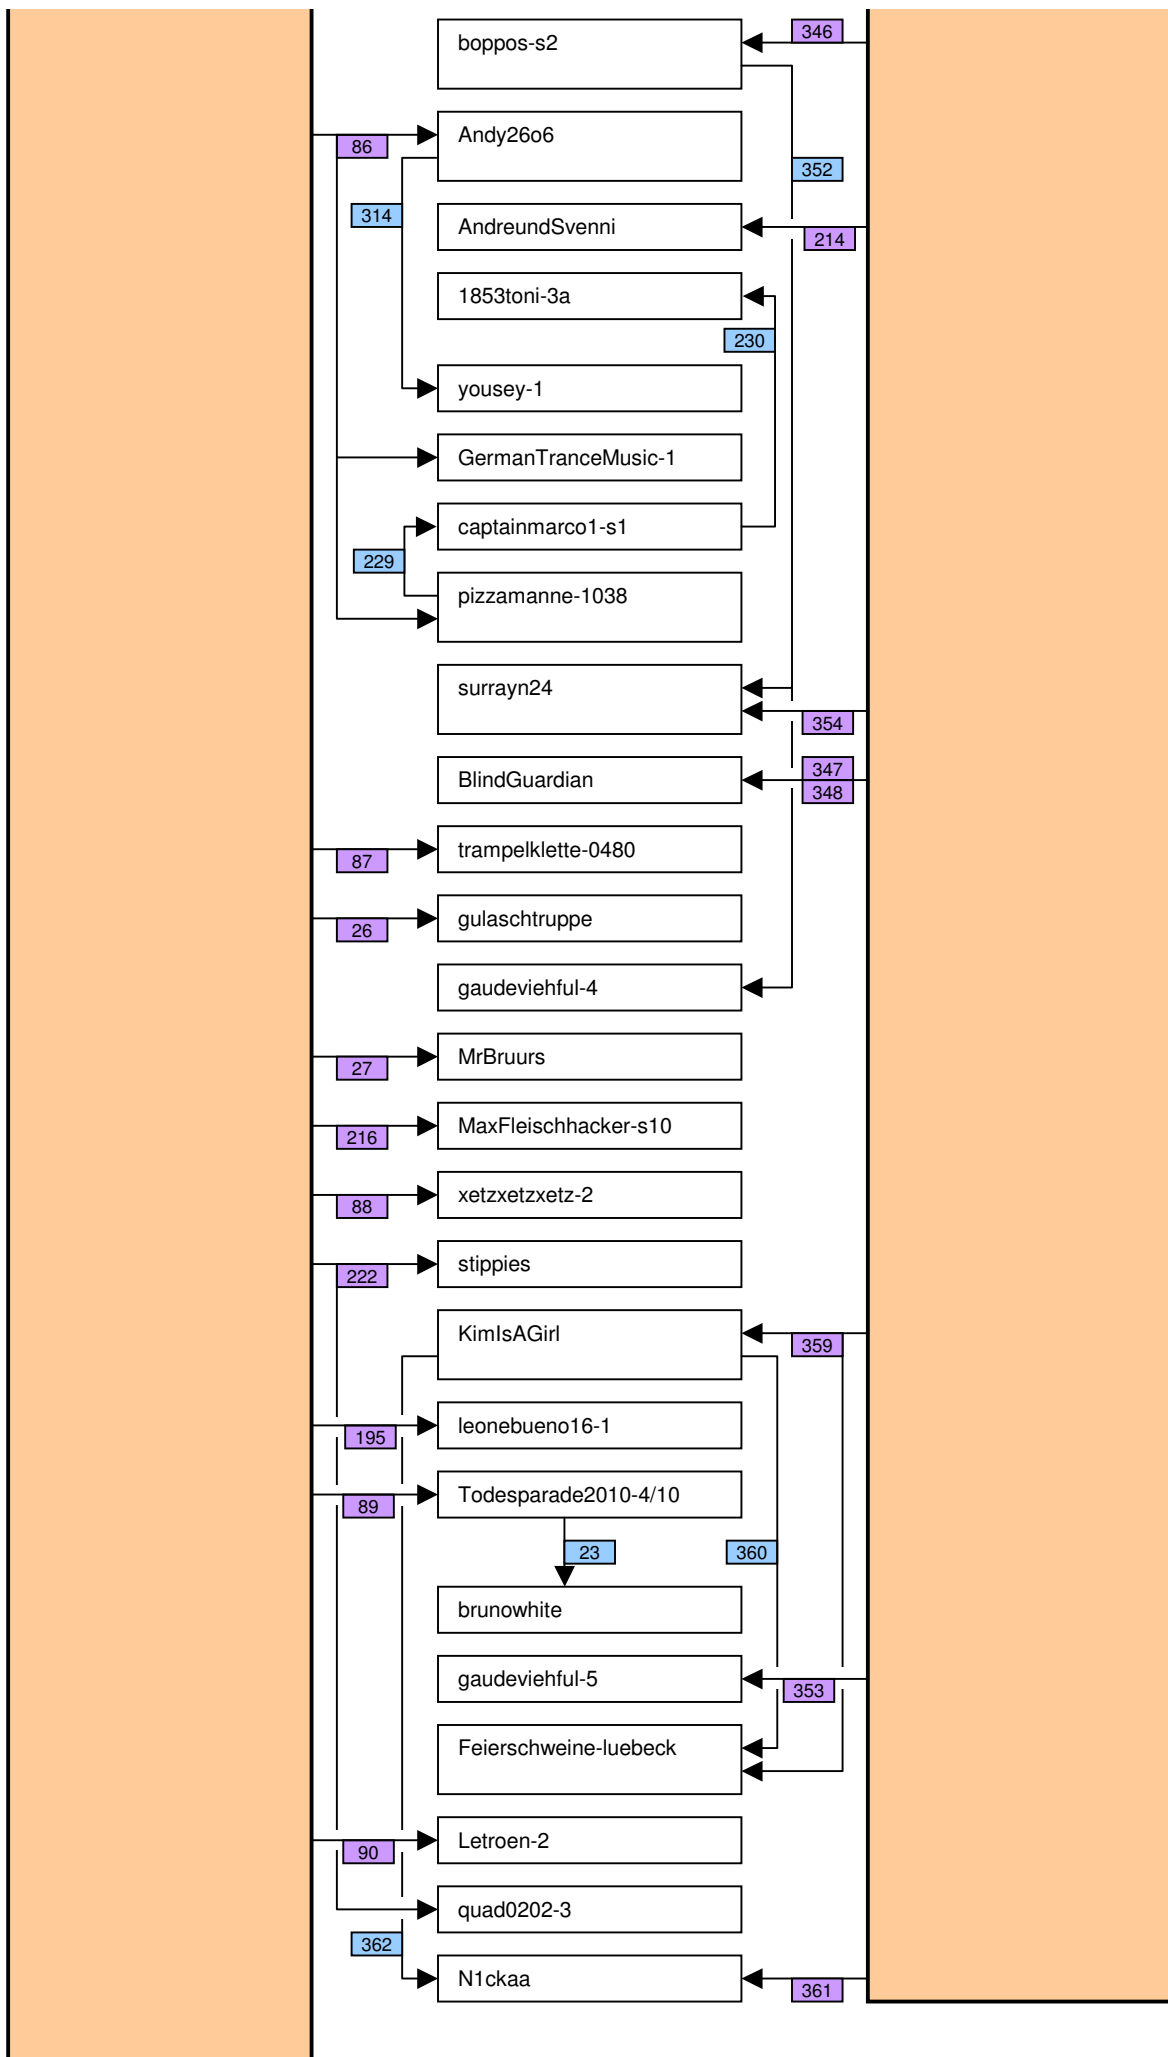 boppos-s2
346
Andy26o6
86
352
314
AndreundSvenni
214
1853toni-3a
230
yousey-1
GermanTranceMusic-1
captainmarco1-s1
229
pizzamanne-1038
surrayn24
354
347
BlindGuardian
348
trampelklette-0480
87
gulaschtruppe
26
gaudeviehful-4
MrBruurs
27
MaxFleischhacker-s10
216
xetzxetzxetz-2
88
stippies
222
KimIsAGirl
359
leonebueno16-1
195
Todesparade2010-4/10
89
23
360
brunowhite
gaudeviehful-5
353
Feierschweine-luebeck
Letroen-2
90
quad0202-3
362
N1ckaa
361